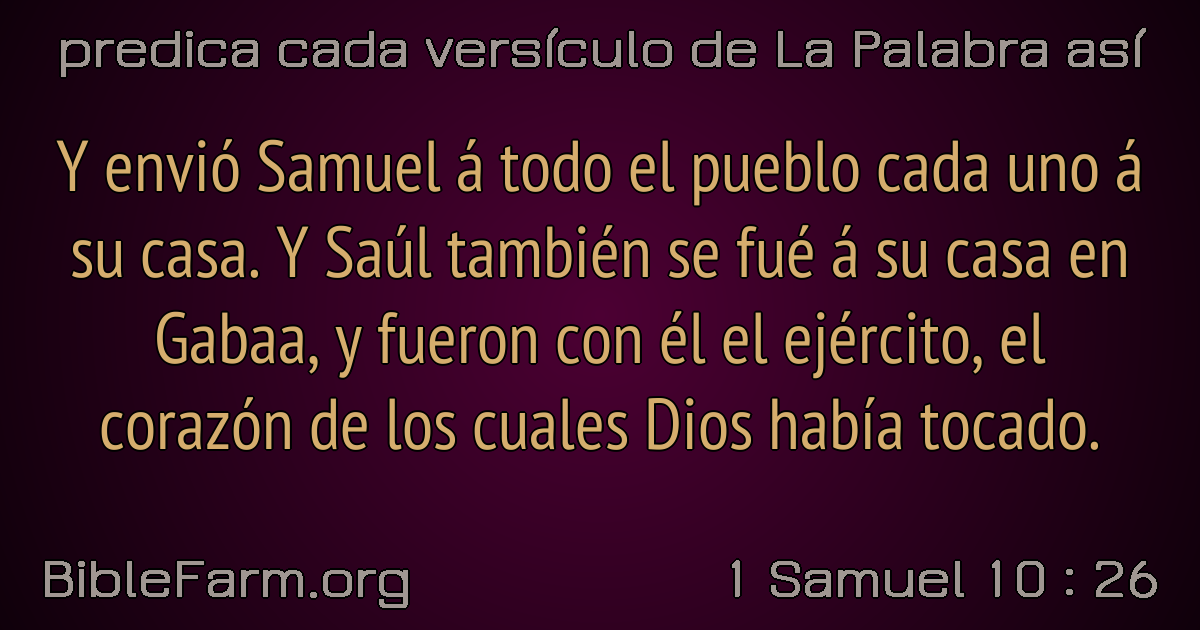 predica cada versículo de La Palabra así
Y envió Samuel á todo el pueblo cada uno á
su casa. Y Saúl también se fué á su casa en
Gabaa, y fueron con él el ejército, el
corazón de los cuales Dios había tocado.
BibleFarm.org
1 Samuel 10 : 26